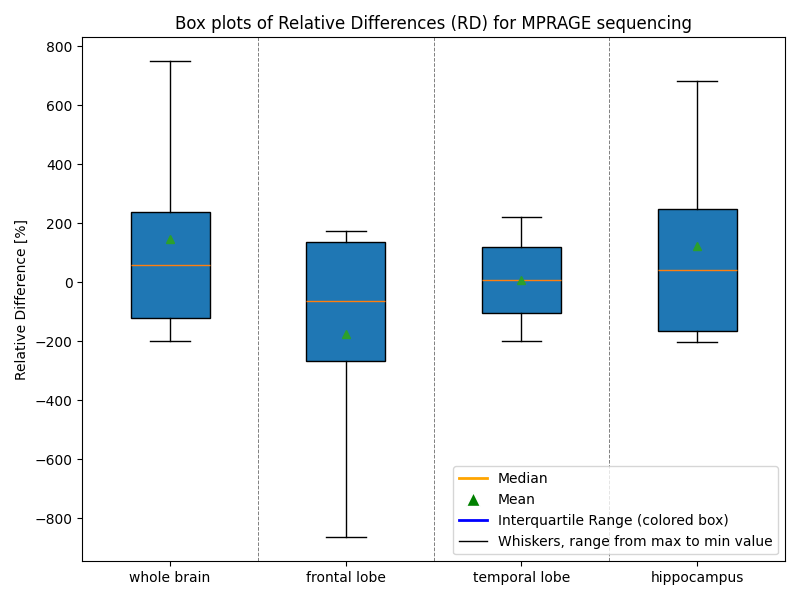 Box plots of Relative Differences (RD) for MPRAGE sequencing
Relative Difference [%]
800
600
400
200
0
−200
−400
−600
−800
Median
Mean
Interquartile Range (colored box)
Whiskers, range from max to min value
whole brain
frontal lobe
temporal lobe
hippocampus